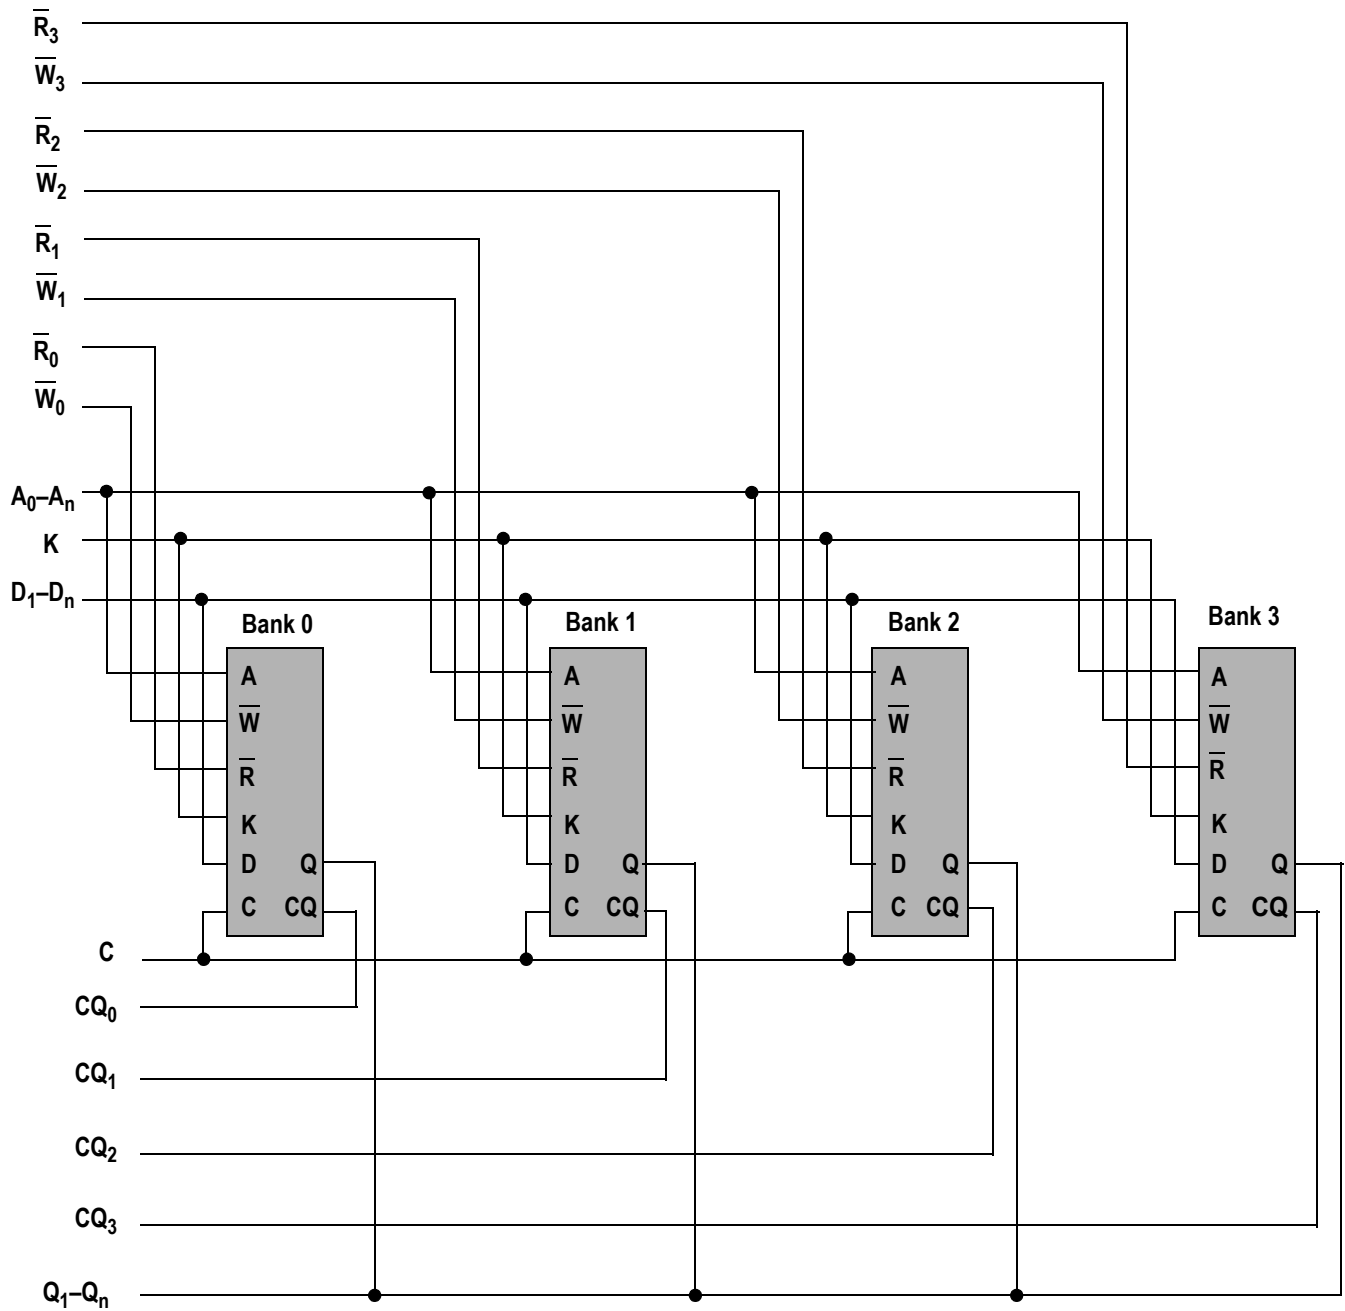 R̅₃
W̅₃
R̅₂
W̅₂
R̅₁
W̅₁
R̅₀
W̅₀
A₀–Aₙ
K
D₁–Dₙ
Bank 0
Bank 1
Bank 2
Bank 3
A
W̅
R̅
K
D Q
C CQ
A
W̅
R̅
K
D Q
C CQ
A
W̅
R̅
K
D Q
C CQ
A
W̅
R̅
K
D Q
C CQ
C
CQ₀
CQ₁
CQ₂
CQ₃
Q₁–Qₙ